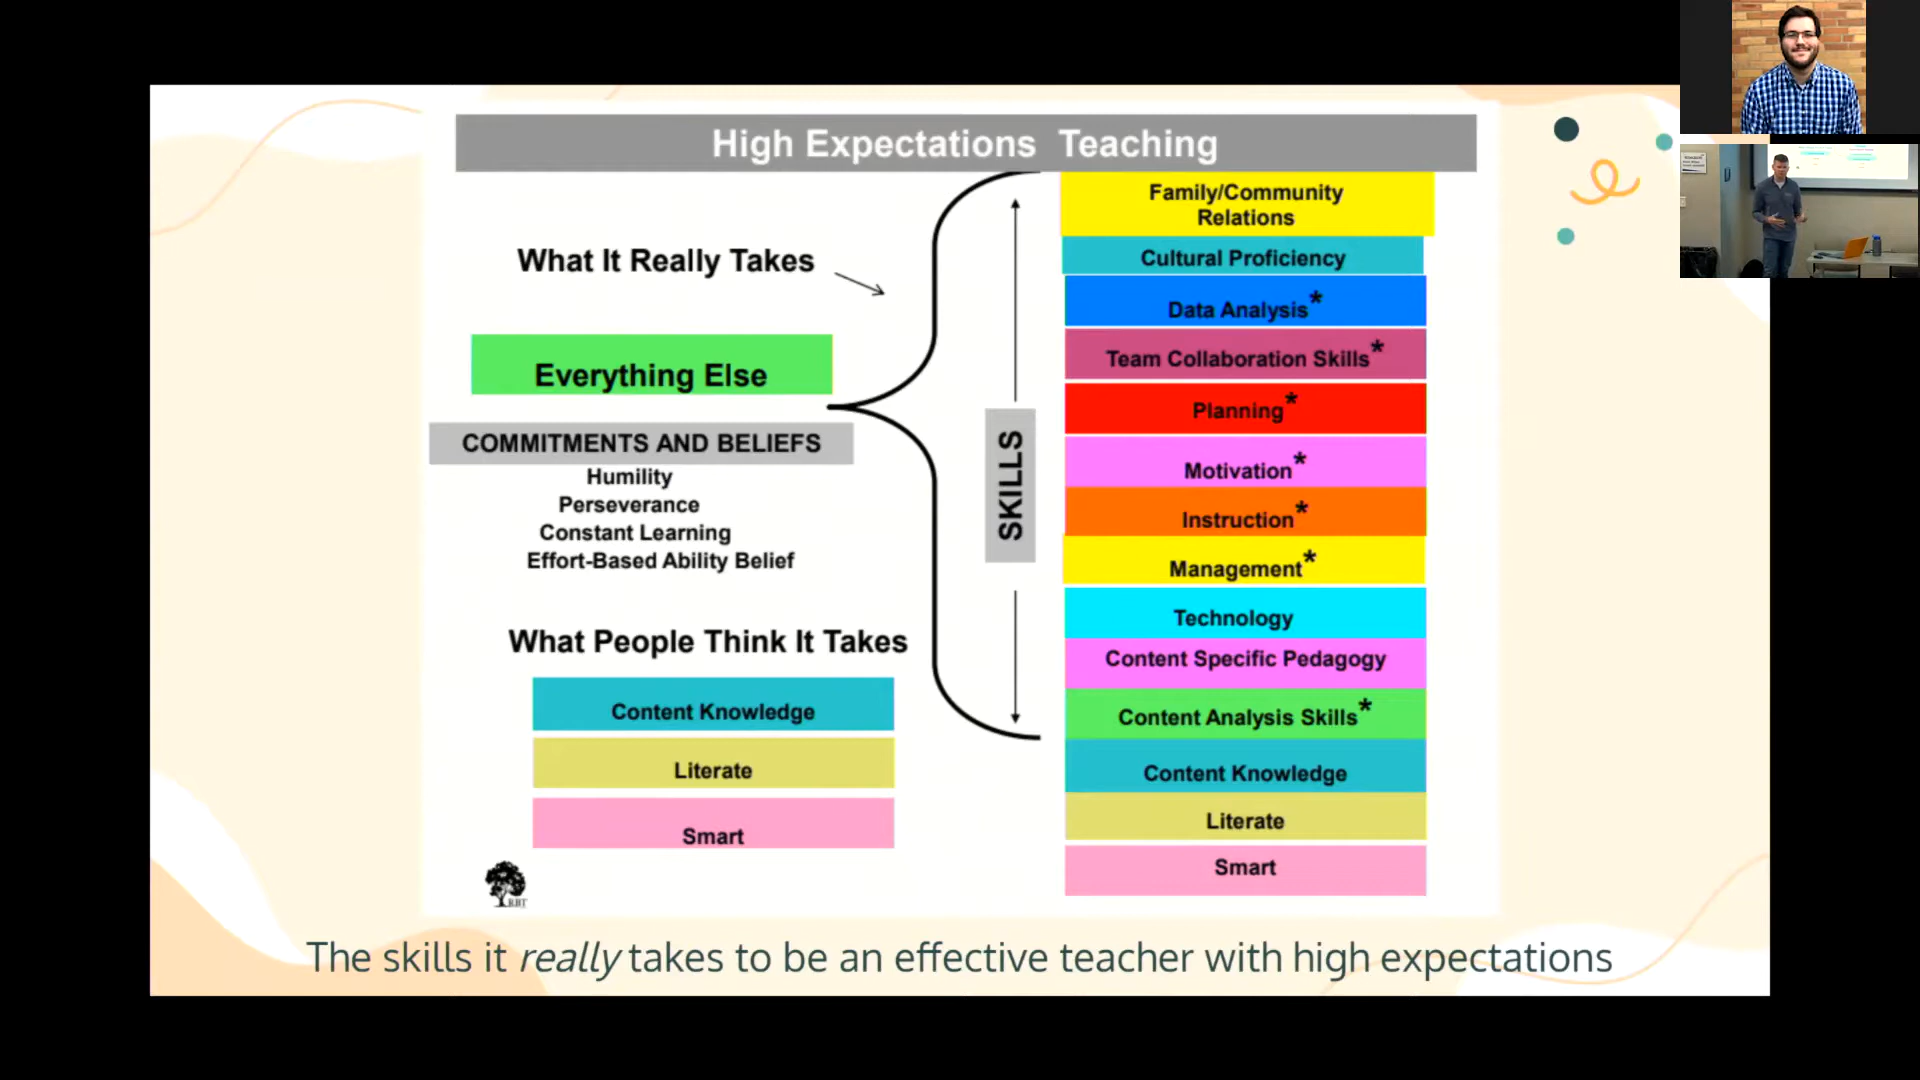 High Expectations Teaching
What It Really Takes
Everything Else
COMMITMENTS AND BELIEFS
Humility
Perseverance
Constant Learning
Effort-Based Ability Belief
What People Think It Takes
Content Knowledge
Literate
Smart
RBT
SKILLS
Family/Community
Relations
Cultural Proficiency
Data Analysis*
Team Collaboration Skills*
Planning*
Motivation*
Instruction*
Management*
Technology
Content Specific Pedagogy
Content Analysis Skills*
Content Knowledge
Literate
Smart
The skills it really takes to be an effective teacher with high expectations